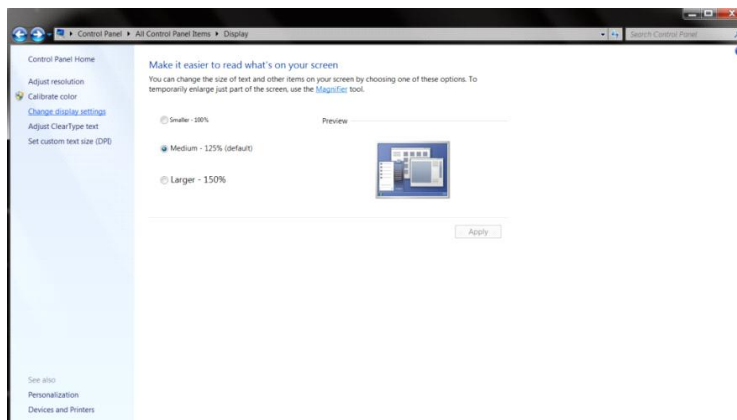 Control Panel ▸ All Control Panel Items ▸ Display
Search Control Panel
Control Panel Home
Adjust resolution
Calibrate color
Change display settings
Adjust ClearType text
Set custom text size (DPI)
Make it easier to read what's on your screen
You can change the size of text and other items on your screen by choosing one of these options. To
temporarily enlarge just part of the screen, use the Magnifier tool.
Smaller - 100%
Preview
Medium - 125% (default)
Larger - 150%
Apply
See also
Personalization
Devices and Printers